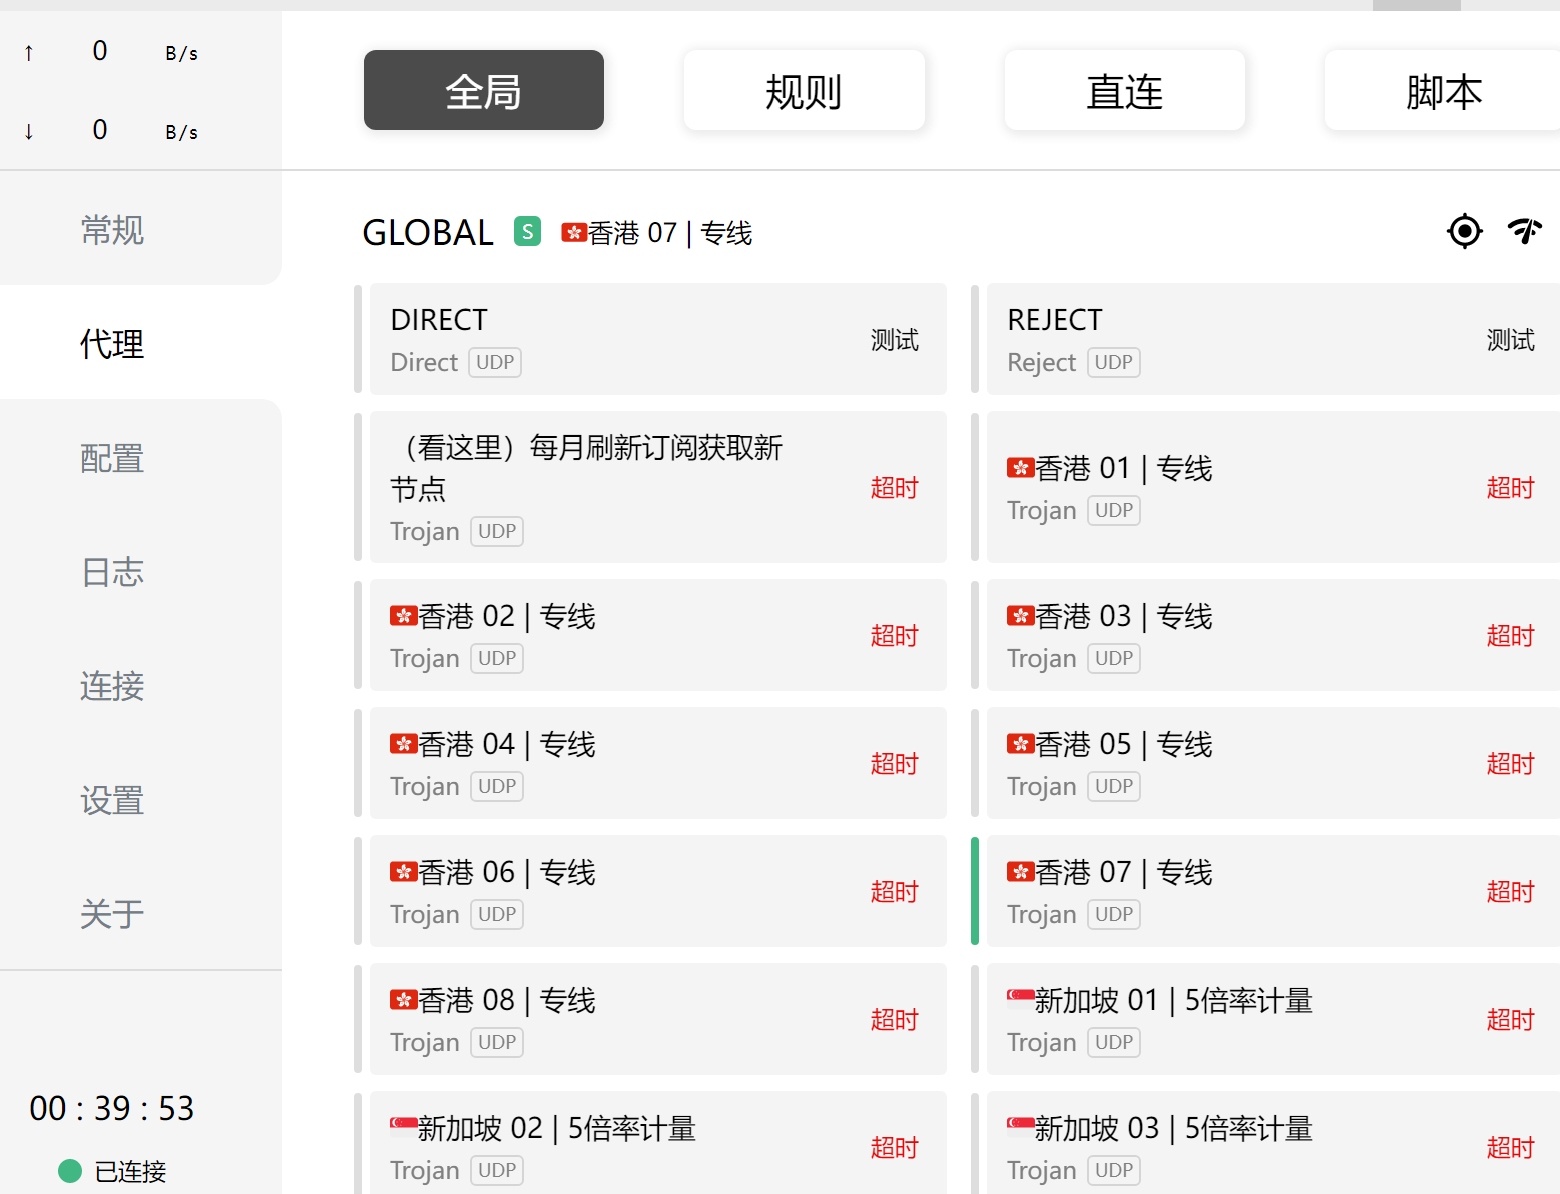 ↑ 0 B/s
↓ 0 B/s
常规
代理
配置
日志
连接
设置
关于
00 : 39 : 53
已连接
全局 规则 直连 脚本
GLOBAL S 香港 07 | 专线
DIRECT
Direct UDP
测试
REJECT
Reject UDP
测试
（看这里）每月刷新订阅获取新
节点
Trojan UDP
超时
香港 01 | 专线
Trojan UDP
超时
香港 02 | 专线
Trojan UDP
超时
香港 03 | 专线
Trojan UDP
超时
香港 04 | 专线
Trojan UDP
超时
香港 05 | 专线
Trojan UDP
超时
香港 06 | 专线
Trojan UDP
超时
香港 07 | 专线
Trojan UDP
超时
香港 08 | 专线
Trojan UDP
超时
新加坡 01 | 5倍率计量
Trojan UDP
超时
新加坡 02 | 5倍率计量
Trojan UDP
超时
新加坡 03 | 5倍率计量
Trojan UDP
超时